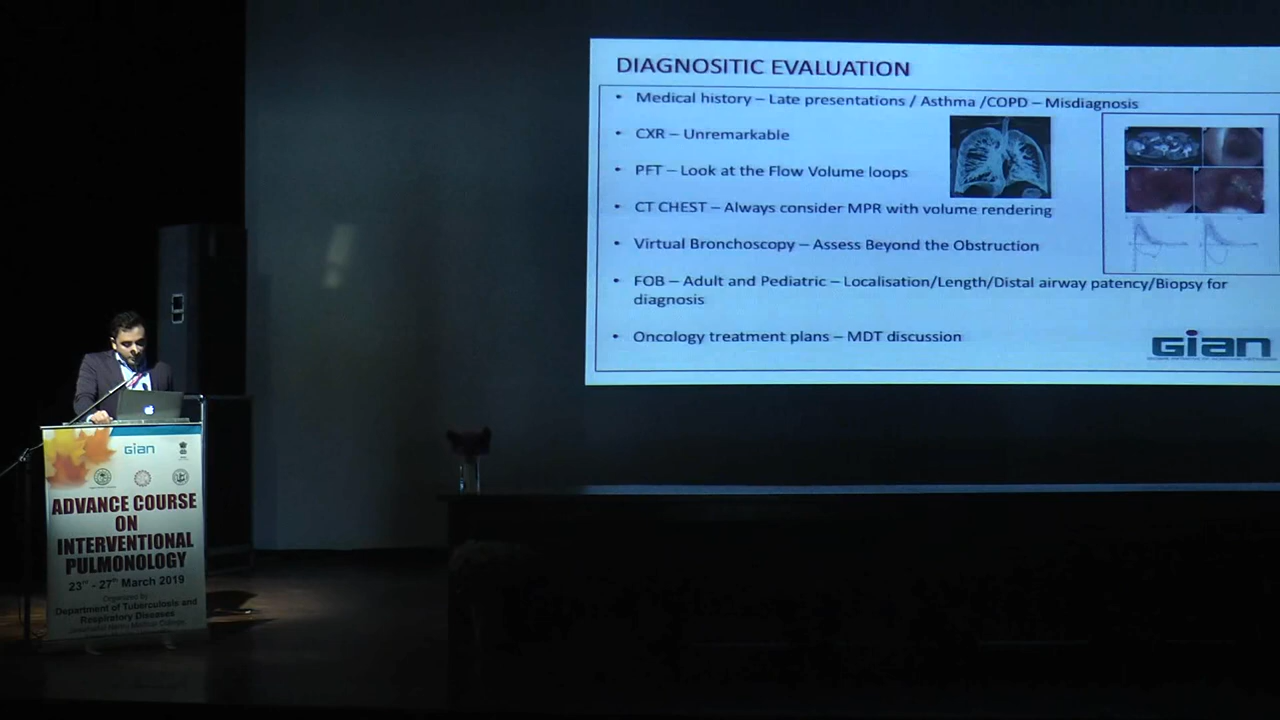 DIAGNOSITIC EVALUATION
• Medical history – Late presentations / Asthma /COPD – Misdiagnosis
• CXR – Unremarkable
• PFT – Look at the Flow Volume loops
• CT CHEST – Always consider MPR with volume rendering
• Virtual Bronchoscopy – Assess Beyond the Obstruction
• FOB – Adult and Pediatric – Localisation/Length/Distal airway patency/Biopsy for
diagnosis
• Oncology treatment plans – MDT discussion
GIan
GIan
ADVANCE COURSE
ON
INTERVENTIONAL
PULMONOLOGY
23rd - 27th March 2019
Organized by
Department of Tuberculosis and
Respiratory Diseases